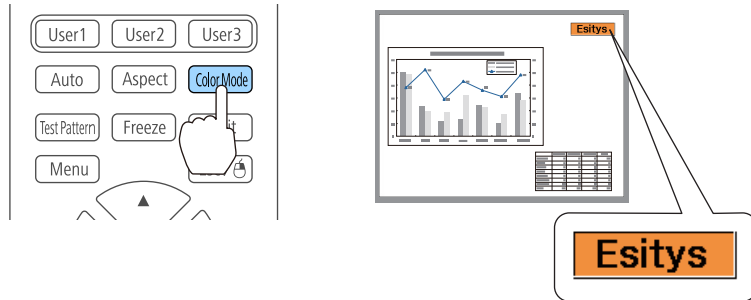 User1 User2 User3
Auto Aspect Color Mode
Test Pattern Freeze
Menu
Esitys
Esitys